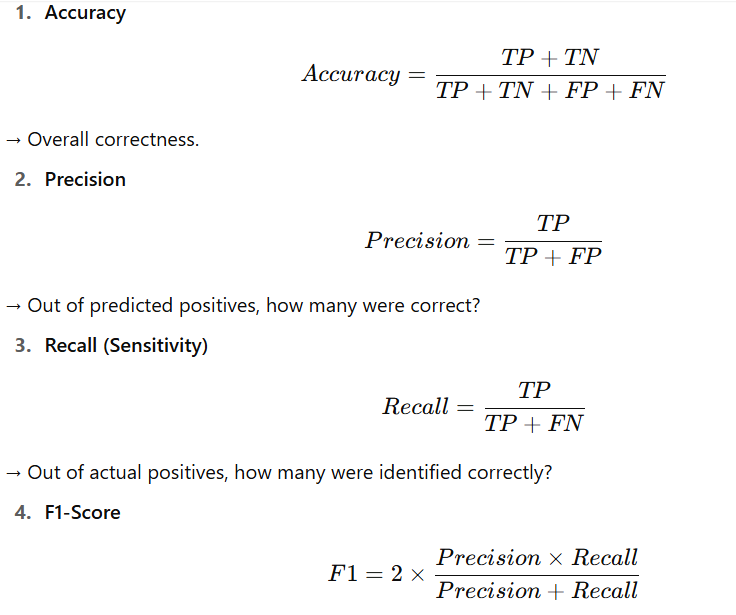 1. Accuracy
Accuracy = \frac{TP + TN}{TP + TN + FP + FN}
→ Overall correctness.
2. Precision
Precision = \frac{TP}{TP + FP}
→ Out of predicted positives, how many were correct?
3. Recall (Sensitivity)
Recall = \frac{TP}{TP + FN}
→ Out of actual positives, how many were identified correctly?
4. F1-Score
F1 = 2 × \frac{Precision × Recall}{Precision + Recall}